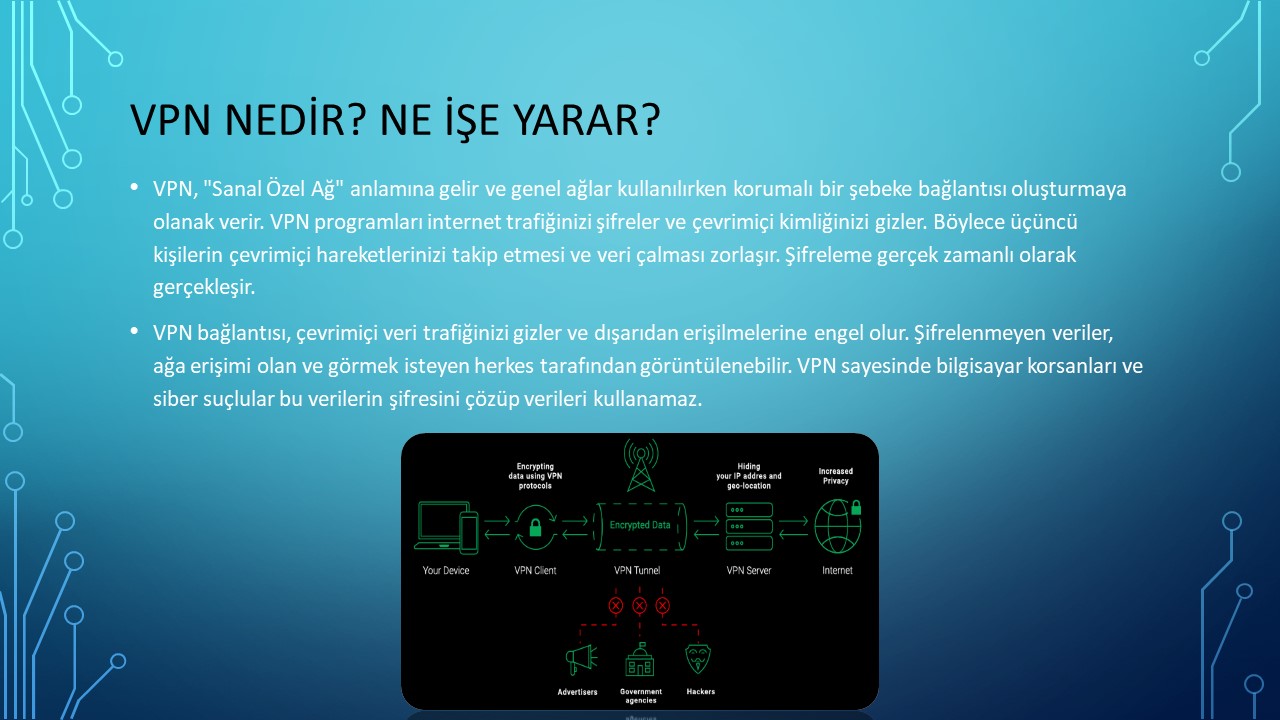 VPN NEDİR? NE İŞE YARAR?
• VPN, "Sanal Özel Ağ" anlamına gelir ve genel ağlar kullanılırken korumalı bir şebeke bağlantısı oluşturmaya
olanak verir. VPN programları internet trafiğinizi şifreler ve çevrimiçi kimliğinizi gizler. Böylece üçüncü
kişilerin çevrimiçi hareketlerinizi takip etmesi ve veri çalması zorlaşır. Şifreleme gerçek zamanlı olarak
gerçekleşir.
• VPN bağlantısı, çevrimiçi veri trafiğinizi gizler ve dışarıdan erişilmelerine engel olur. Şifrelenmeyen veriler,
ağa erişimi olan ve görmek isteyen herkes tarafından görüntülenebilir. VPN sayesinde bilgisayar korsanları ve
siber suçlular bu verilerin şifresini çözüp verileri kullanamaz.
Encrypting
data using VPN
protocols
Hiding
your IP addres and
geo-location
Increased
Privacy
Encrypted Data
Your Device
VPN Client
VPN Tunnel
VPN Server
Internet
Advertisers
Government
agencies
Hackers